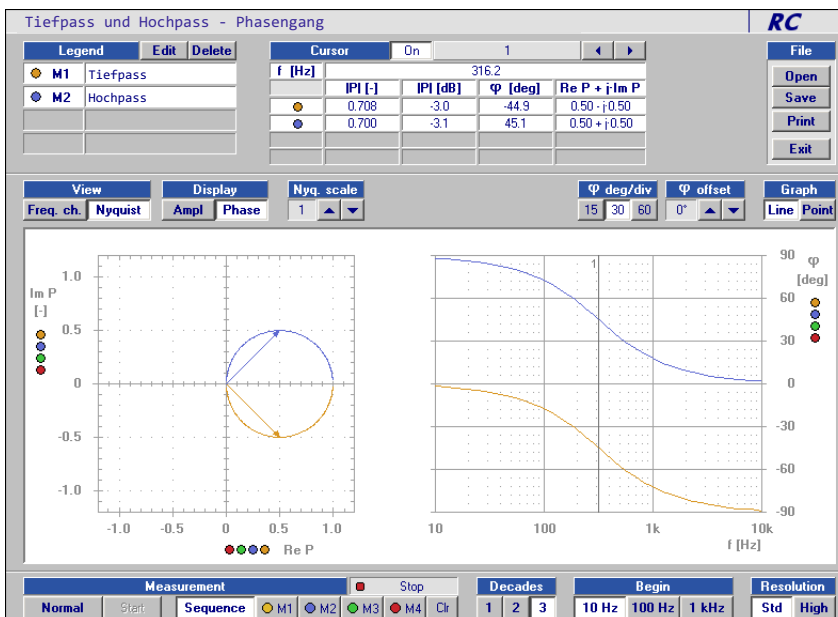 Tiefpass und Hochpass - Phasengang RC
Legend Edit Delete Cursor On 1 File
M1 Tiefpass f [Hz] 316.2 Open
|P| [-] |P| [dB] φ [deg] Re P + j·Im P
M2 Hochpass 0.708 -3.0 -44.9 0.50 - j·0.50 Save
0.700 -3.1 45.1 0.50 + j·0.50 Print
Exit
View Display Nyq. scale φ deg/div φ offset Graph
Freq. ch. Nyquist Ampl Phase 1 15 30 60 0° Line Point
Im P
[-]
1.0
0.5
0
-0.5
-1.0
-1.0 -0.5 0 0.5 1.0
Re P
1
90 φ
[deg]
60
30
0
-30
-60
-90
10 100 1k 10k
f [Hz]
Measurement Stop Decades Begin Resolution
Normal Start Sequence M1 M2 M3 M4 Clr 1 2 3 10 Hz 100 Hz 1 kHz Std High